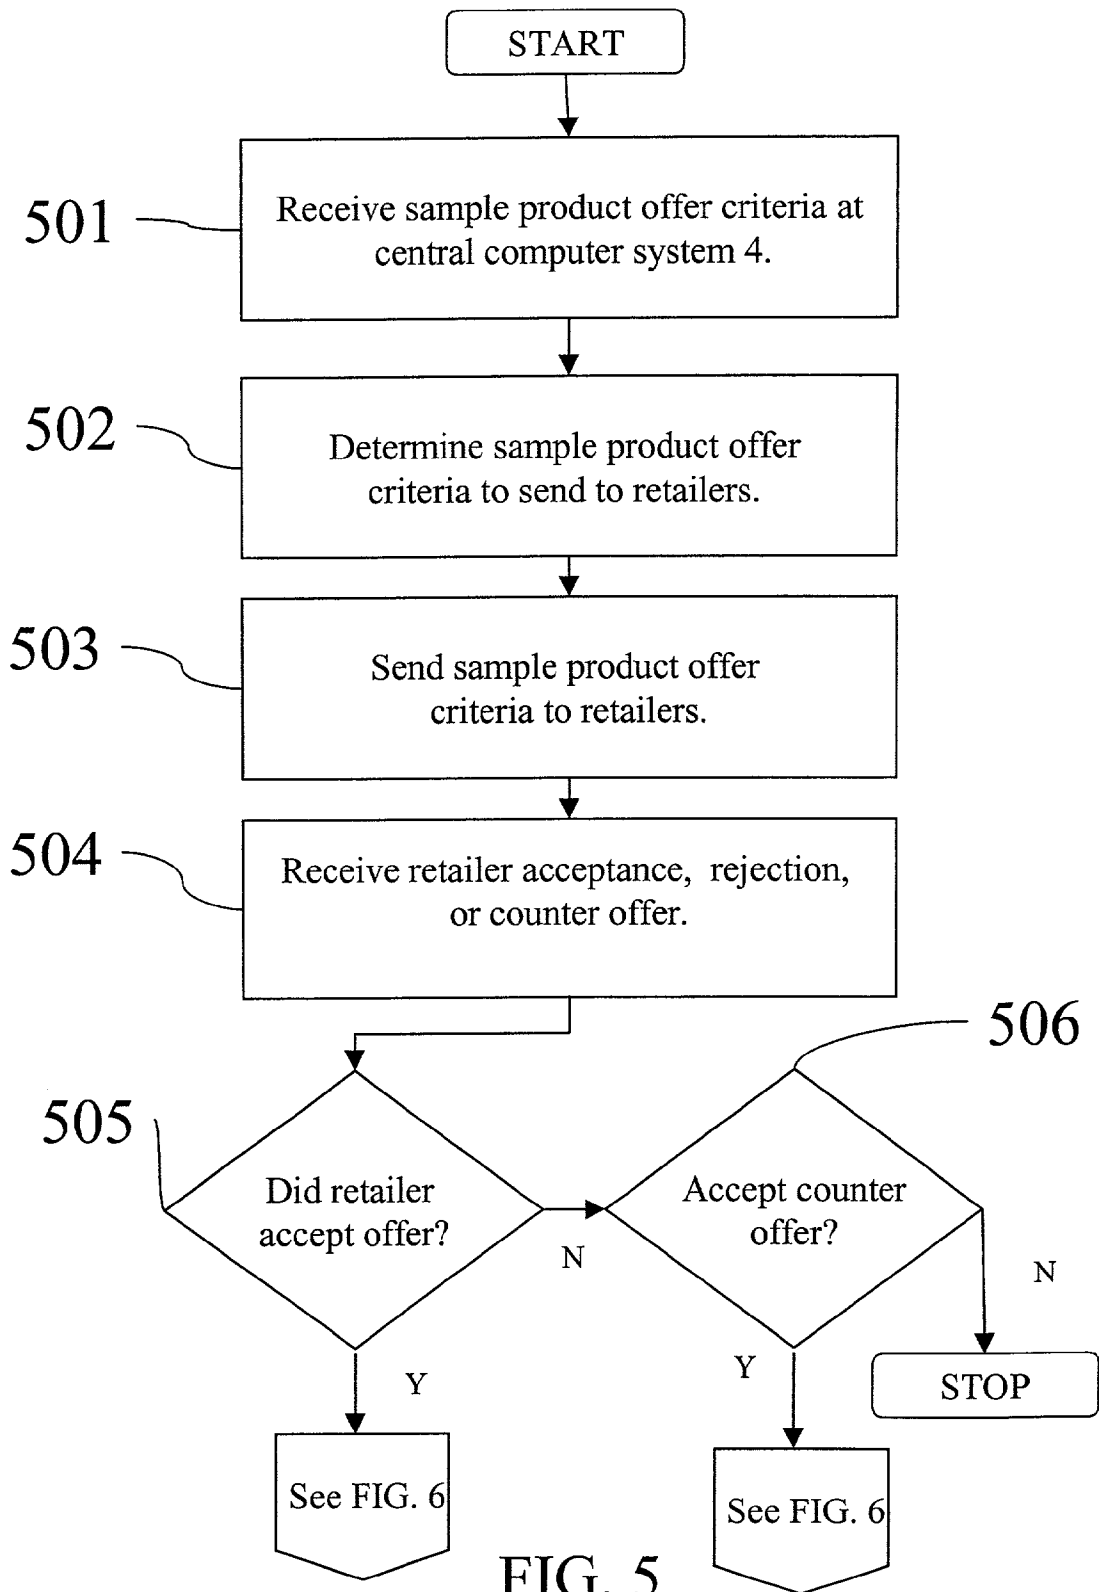 START
501
Receive sample product offer criteria at
central computer system 4.
502
Determine sample product offer
criteria to send to retailers.
503
Send sample product offer
criteria to retailers.
504
Receive retailer acceptance, rejection,
or counter offer.
506
505
Did retailer
accept offer?
N
Accept counter
offer?
N
Y
Y
STOP
See FIG. 6
See FIG. 6
FIG. 5